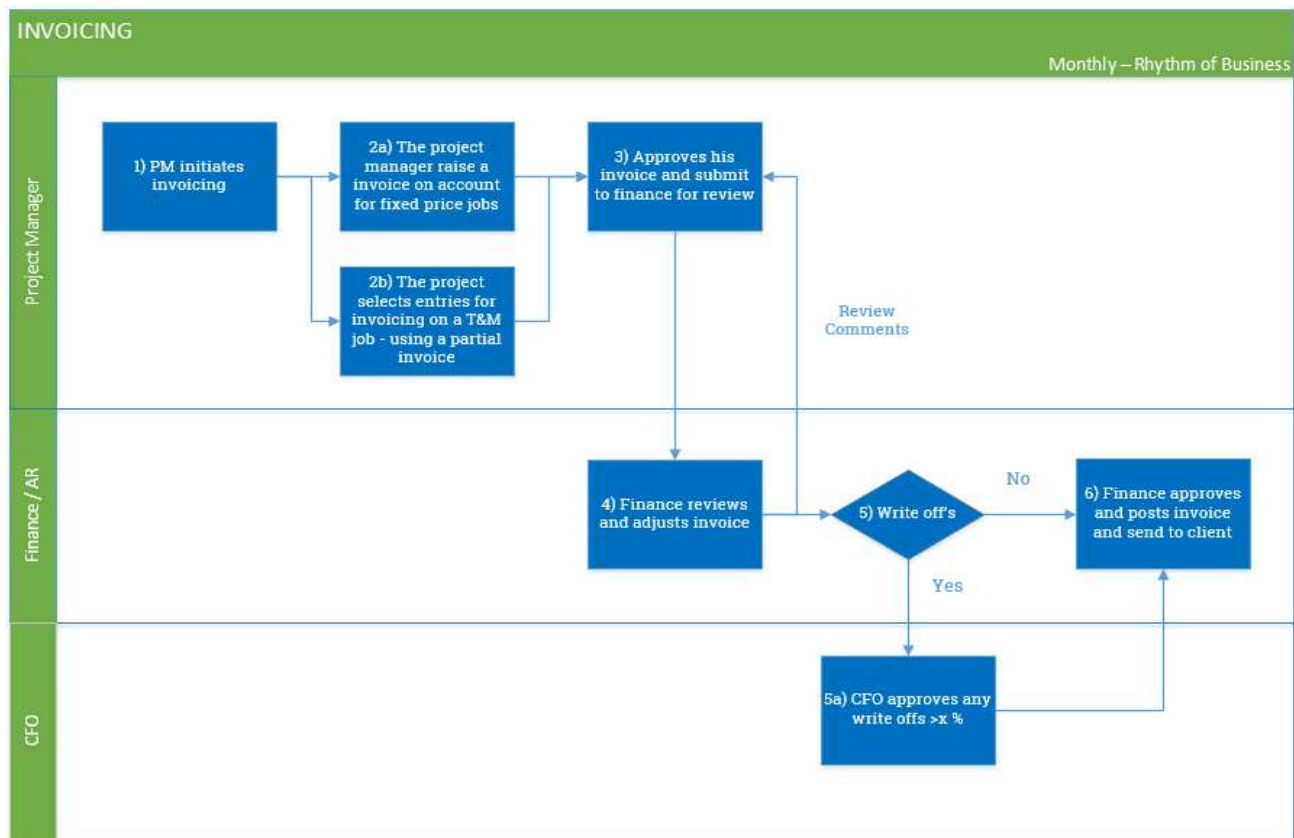 INVOICING
Monthly – Rhythm of Business
Project Manager
1) PM initiates
invoicing
2a) The project
manager raise a
invoice on account
for fixed price jobs
3) Approves his
invoice and submit
to finance for review
2b) The project
selects entries for
invoicing on a T&M
job - using a partial
invoice
Review
Comments
Finance / AR
4) Finance reviews
and adjusts invoice
5) Write off's
No
Yes
6) Finance approves
and posts invoice
and send to client
CFO
5a) CFO approves any
write offs >x %